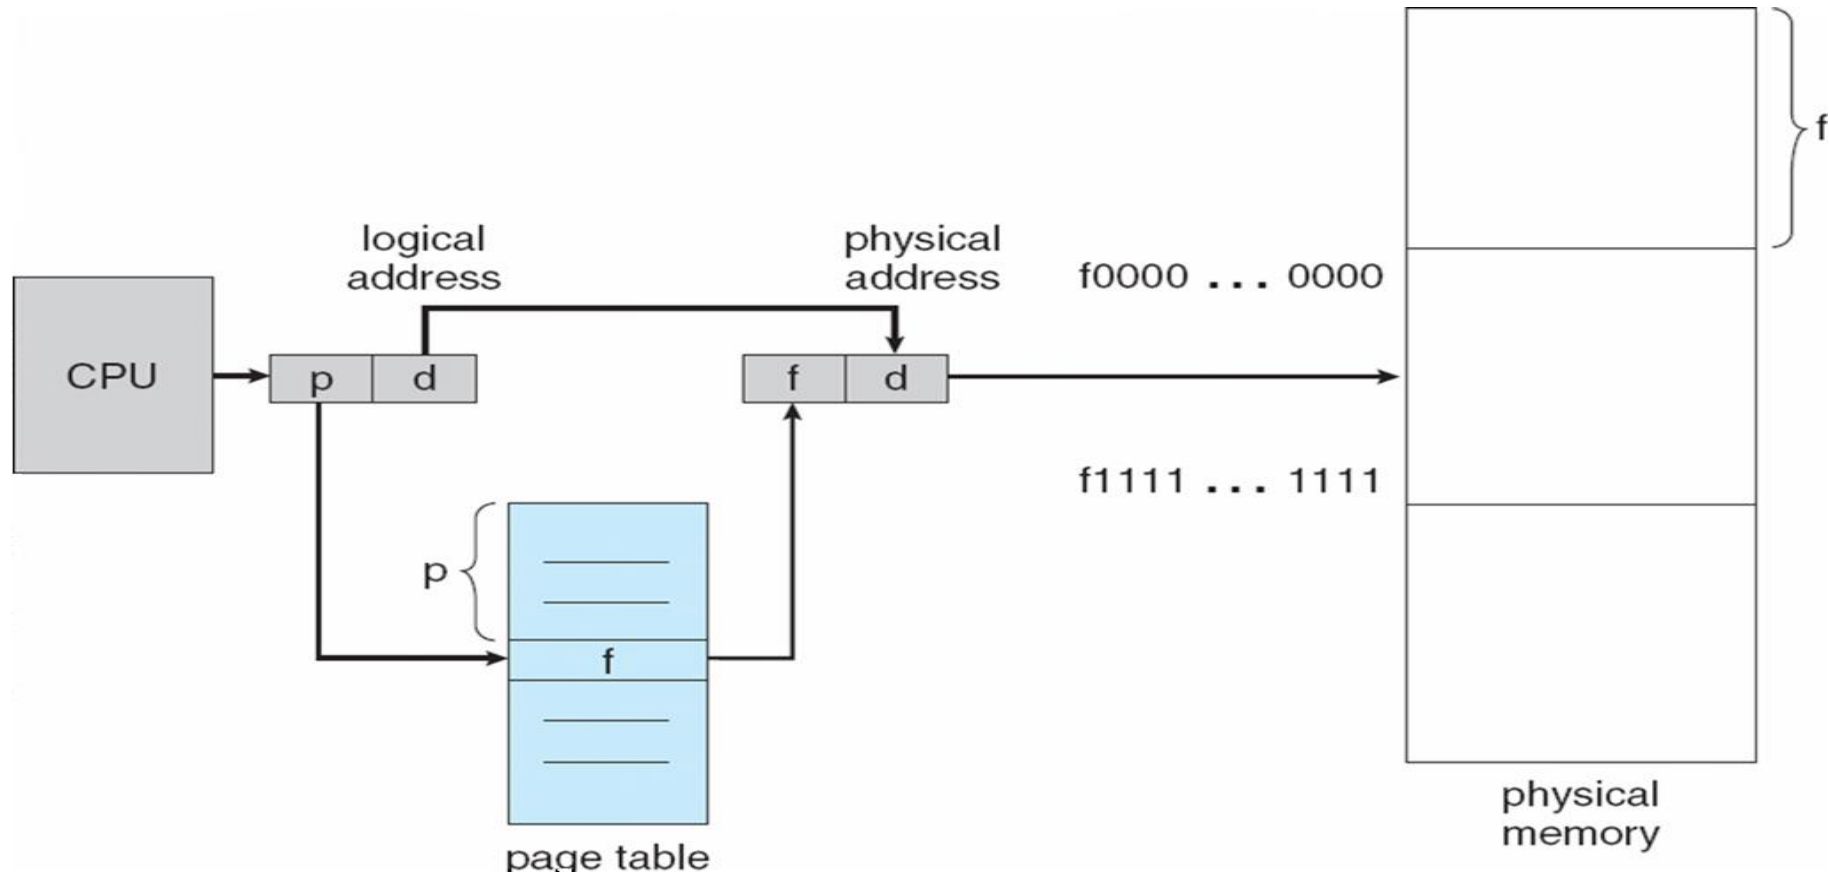 f
logical
address
physical
address
f0000 ... 0000
CPU
p
d
f
d
f1111 ... 1111
p
f
physical
memory
page table